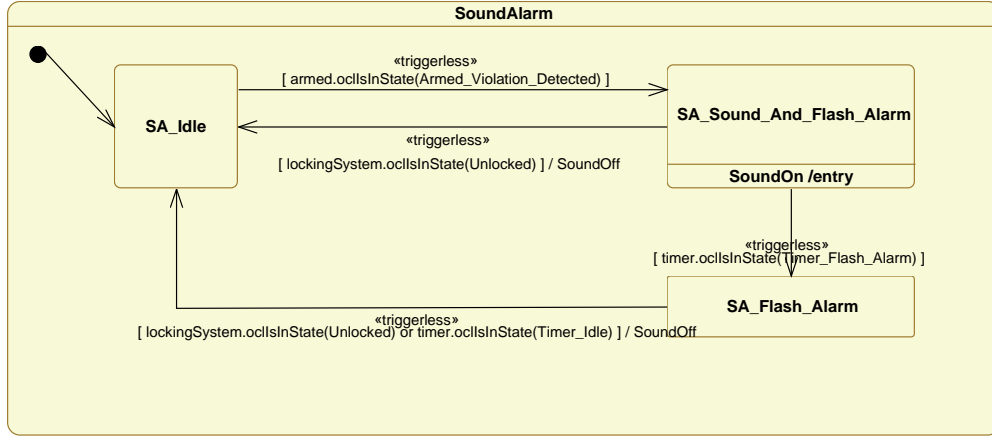 SoundAlarm
«triggerless»
[ armed.oclIsInState(Armed_Violation_Detected) ]
SA_Idle
SA_Sound_And_Flash_Alarm
«triggerless»
[ lockingSystem.oclIsInState(Unlocked) ] / SoundOff
SoundOn /entry
«triggerless»
[ timer.oclIsInState(Timer_Flash_Alarm) ]
SA_Flash_Alarm
«triggerless»
[ lockingSystem.oclIsInState(Unlocked) or timer.oclIsInState(Timer_Idle) ] / SoundOff